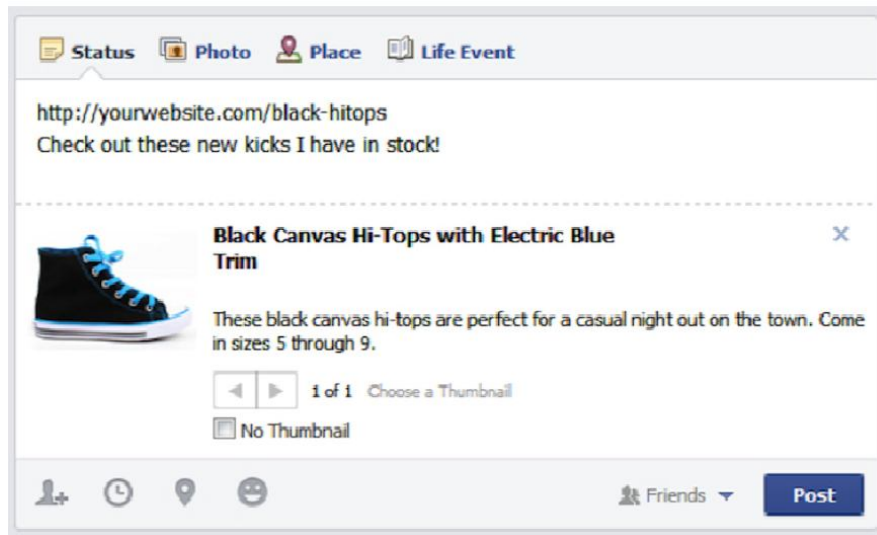 Status Photo Place Life Event
http://yourwebsite.com/black-hitops
Check out these new kicks I have in stock!
Black Canvas Hi-Tops with Electric Blue
Trim
These black canvas hi-tops are perfect for a casual night out on the town. Come
in sizes 5 through 9.
1 of 1 Choose a Thumbnail
No Thumbnail
Friends Post